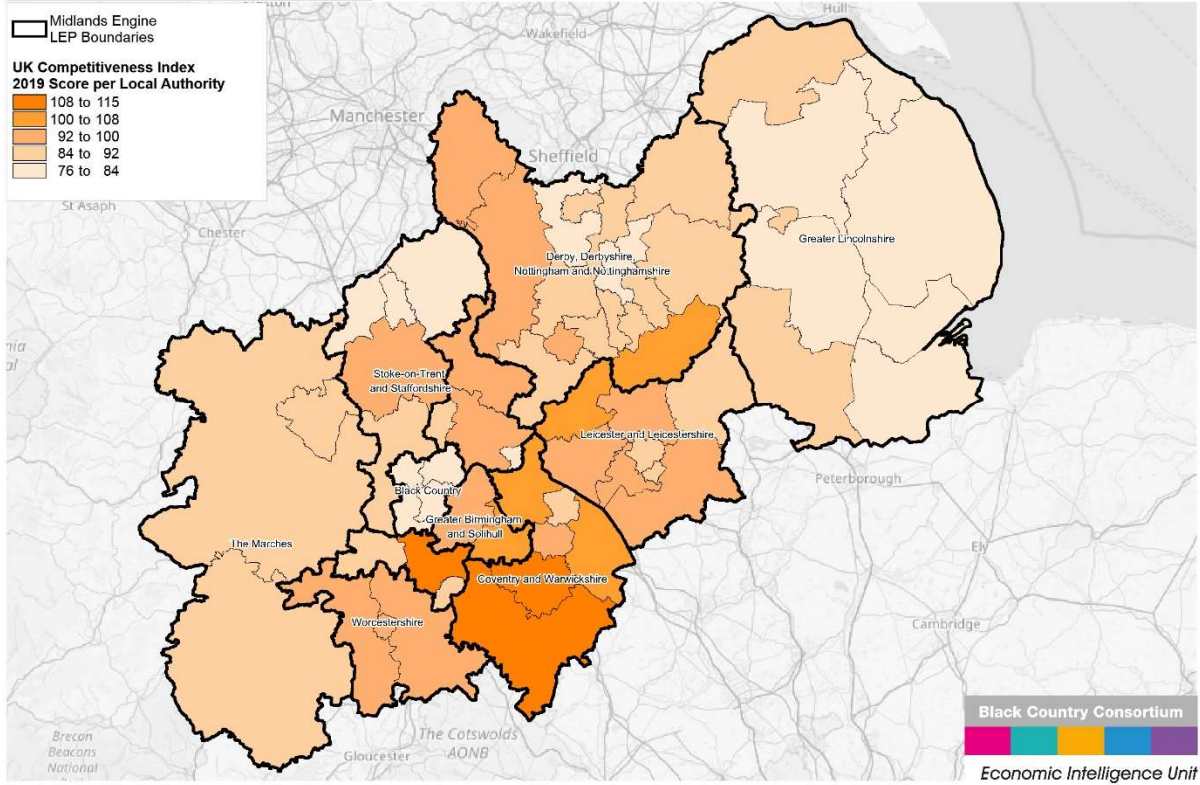 Midlands Engine
LEP Boundaries
UK Competitiveness Index
2019 Score per Local Authority
108 to 115
100 to 108
92 to 100
84 to 92
76 to 84
Hull
Wakefield
Manchester
Sheffield
St Asaph
Chester
Greater Lincolnshire
Derby, Derbyshire,
Nottingham and Nottinghamshire
Stoke-on-Trent
and Staffordshire
Leicester and Leicestershire
Peterborough
Black Country
Greater Birmingham
and Solihull
The Marches
Ely
Coventry and Warwickshire
Worcestershire
Cambridge
Brecon
Beacons
National
Gloucester
The Cotswolds
AONB
Black Country Consortium
Economic Intelligence Unit